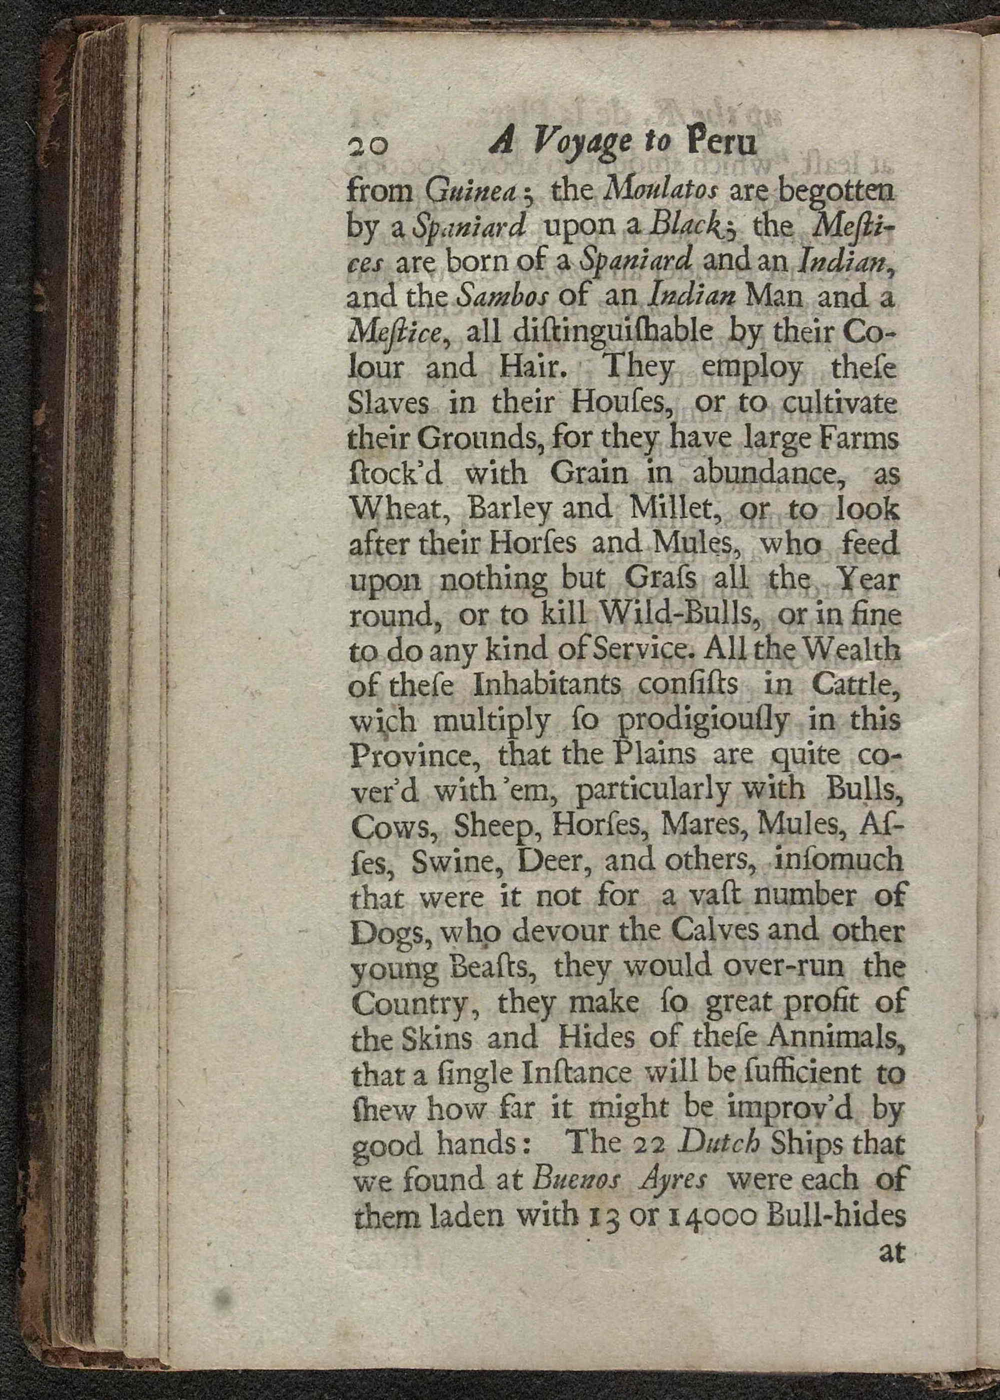 20 A Voyage to Peru
from Guinea; the Moulatos are begotten
by a Spaniard upon a Black; the Meſti-
ces are born of a Spaniard and an Indian,
and the Sambos of an Indian Man and a
Meſtice, all diſtinguiſhable by their Co-
lour and Hair. They employ theſe
Slaves in their Houſes, or to cultivate
their Grounds, for they have large Farms
ſtock'd with Grain in abundance, as
Wheat, Barley and Millet, or to look
after their Horſes and Mules, who feed
upon nothing but Graſs all the Year
round, or to kill Wild-Bulls, or in fine
to do any kind of Service. All the Wealth
of theſe Inhabitants conſiſts in Cattle,
wich multiply ſo prodigiouſly in this
Province, that the Plains are quite co-
ver'd with 'em, particularly with Bulls,
Cows, Sheep, Horſes, Mares, Mules, Aſ-
ſes, Swine, Deer, and others, inſomuch
that were it not for a vaſt number of
Dogs, who devour the Calves and other
young Beaſts, they would over-run the
Country, they make ſo great profit of
the Skins and Hides of theſe Annimals,
that a ſingle Inſtance will be ſufficient to
ſhew how far it might be improv'd by
good hands: The 22 Dutch Ships that
we found at Buenos Ayres were each of
them laden with 13 or 14000 Bull-hides
at